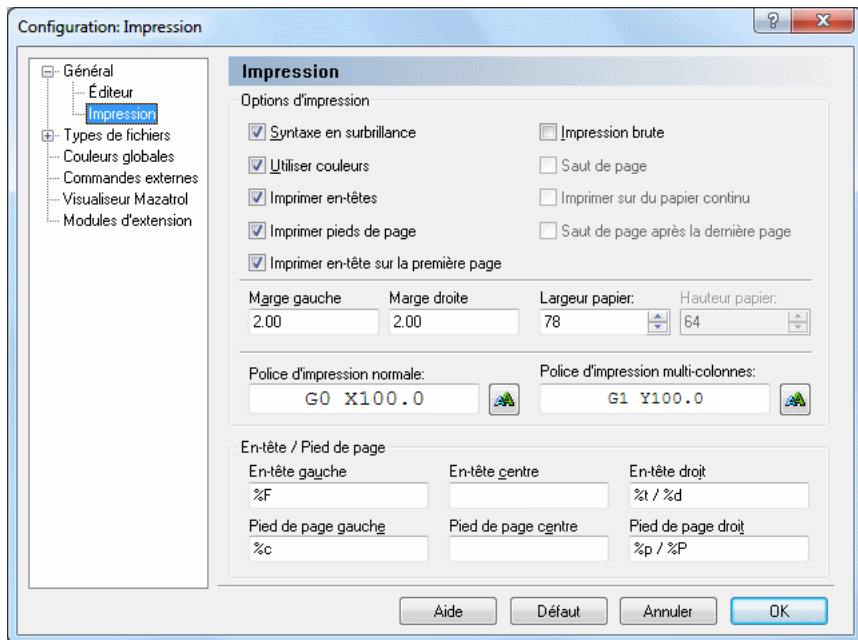 Configuration: Impression
Général
Éditeur
Impression
Types de fichiers
Couleurs globales
Commandes externes
Visualiseur Mazatrol
Modules d'extension
Impression
Options d'impression
Syntaxe en surbrillance
Impression brute
Utiliser couleurs
Saut de page
Imprimer en-têtes
Imprimer sur du papier continu
Imprimer pieds de page
Saut de page après la dernière page
Imprimer en-tête sur la première page
Marge gauche
Marge droite
Largeur papier:
Hauteur papier:
2.00
2.00
78
64
Police d'impression normale:
Police d'impression multi-colonnes:
G0 X100.0
G1 Y100.0
En-tête / Pied de page
En-tête gauche
En-tête centre
En-tête droit
%F
%t / %d
Pied de page gauche
Pied de page centre
Pied de page droit
%c
%p / %P
Aide
Défaut
Annuler
OK